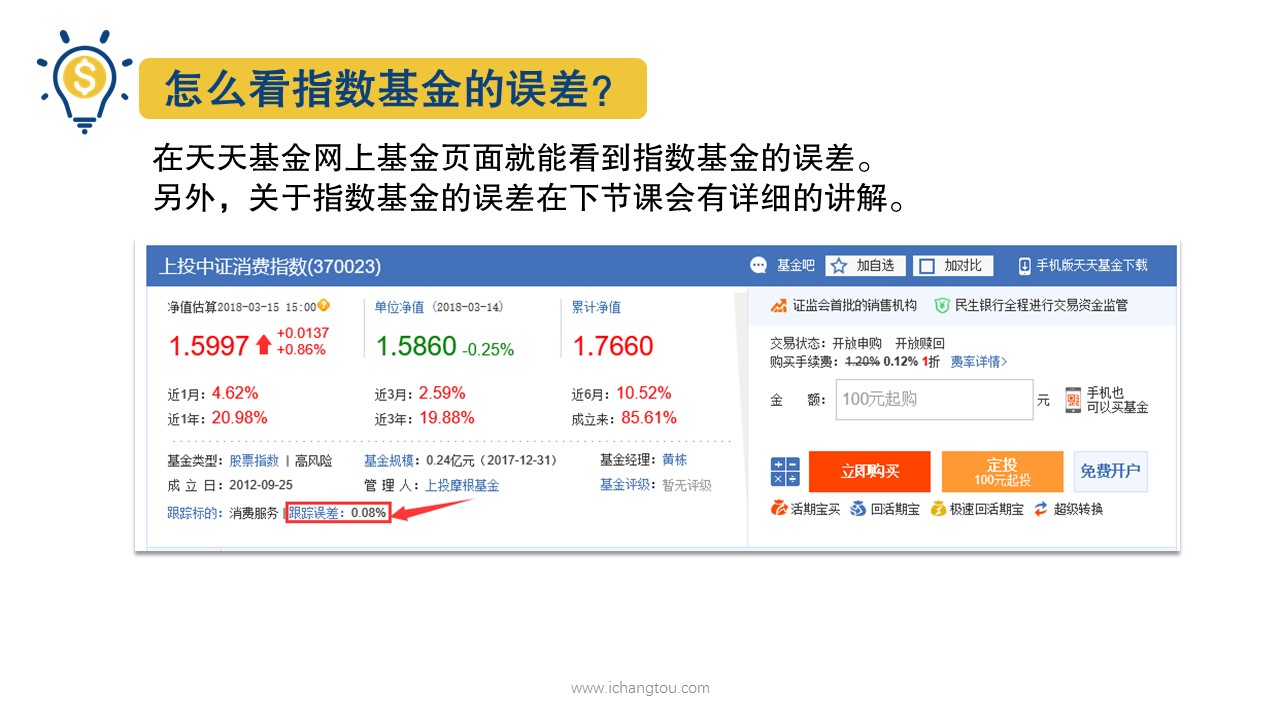 怎么看指数基金的误差?
在天天基金网上基金页面就能看到指数基金的误差。
另外，关于指数基金的误差在下节课会有详细的讲解。
上投中证消费指数(370023)
基金吧 加自选 加对比 手机版天天基金下载
净值估算2018-03-15 15:00 单位净值 (2018-03-14) 累计净值
1.5997 +0.0137 +0.86% 1.5860 -0.25% 1.7660
近1月: 4.62% 近3月: 2.59% 近6月: 10.52%
近1年: 20.98% 近3年: 19.88% 成立来: 85.61%
基金类型: 股票指数 | 高风险 基金规模: 0.24亿元 (2017-12-31) 基金经理: 黄栋
成 立 日: 2012-09-25 管 理 人: 上投摩根基金 基金评级: 暂无评级
跟踪标的: 消费服务 | 跟踪误差: 0.08%
证监会首批的销售机构 民生银行全程进行交易资金监管
交易状态: 开放申购 开放赎回
购买手续费: 1.20% 0.12% 1折 费率详情>
金 额: 100元起购 元 手机也
可以买基金
立即购买 定投 免费开户
100元起投
活期宝买 回活期宝 极速回活期宝 超级转换
www.ichangtou.com